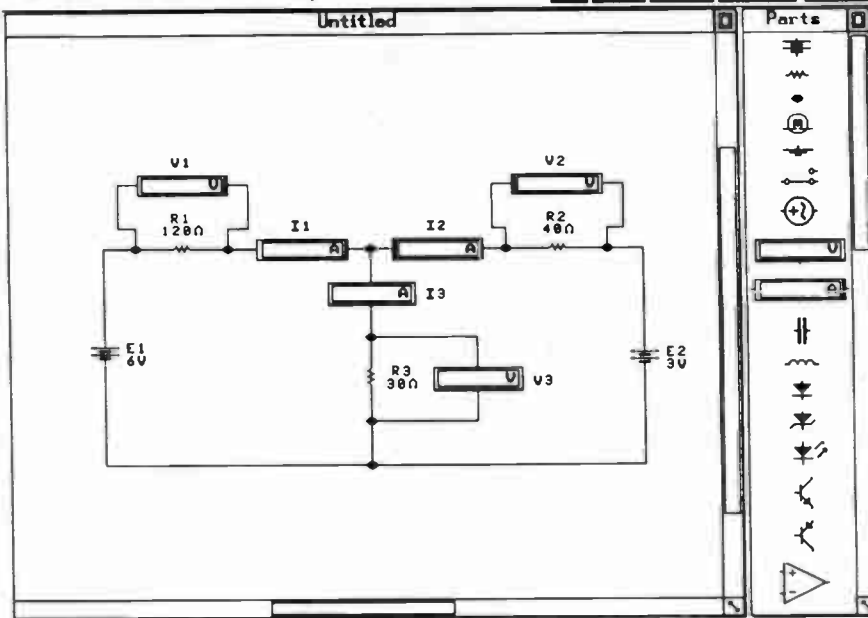 Untitled
Parts
V1
V
R1
120Ω
I1
A
I2
A
V2
V
R2
40Ω
A
I3
E1
6V
R3
30Ω
V
V3
E2
3V
M
V
A